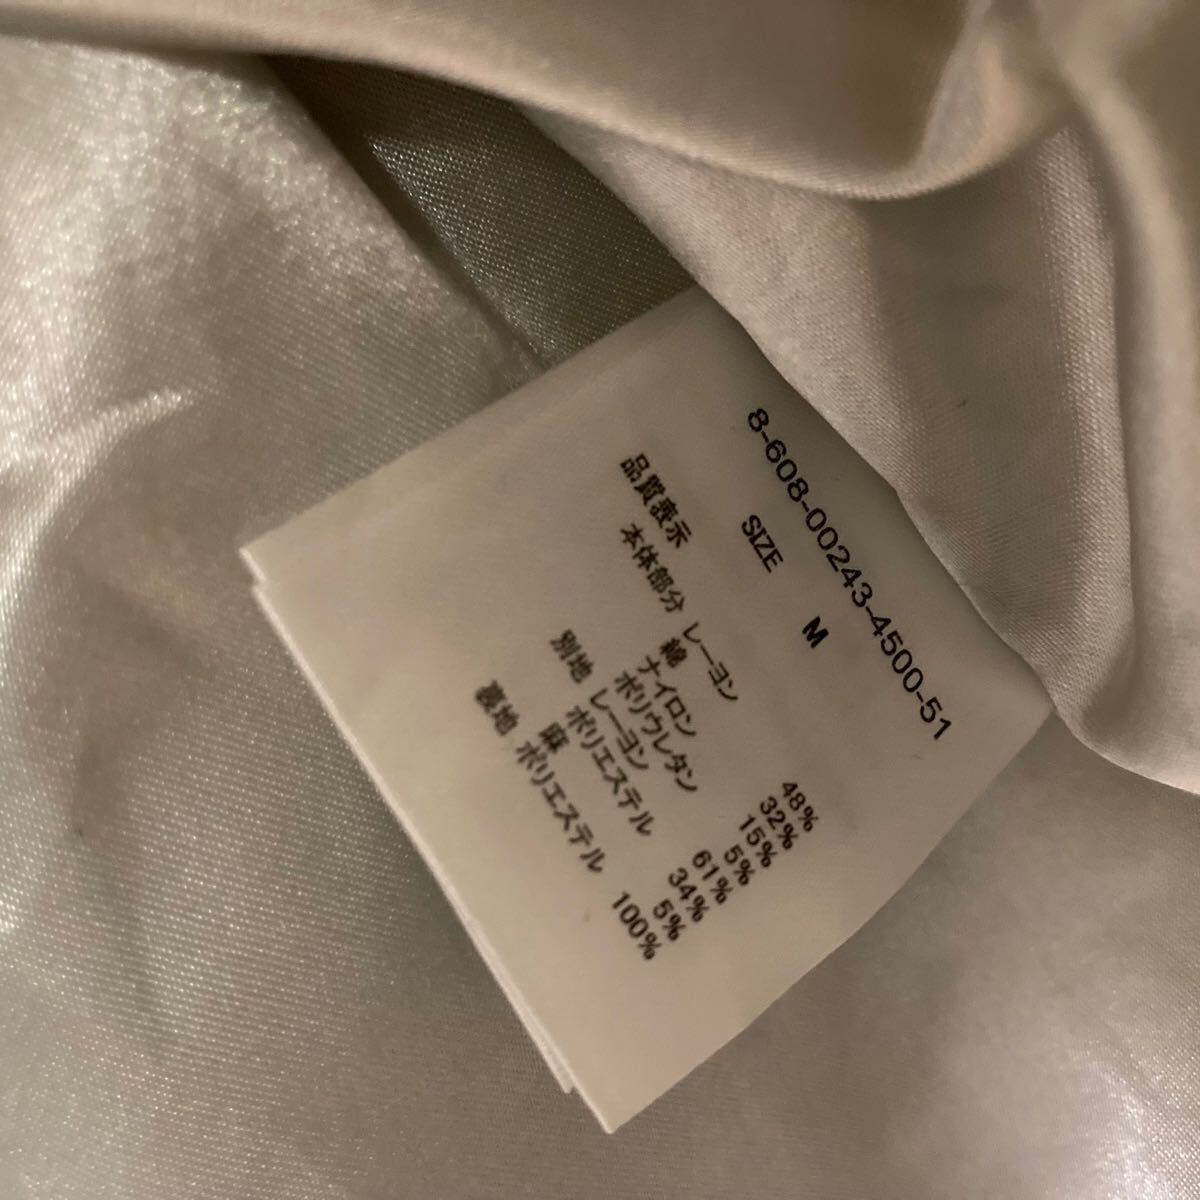 8-608-00243-4500-51
SIZE M
品質表示
本体部分 レーヨン 48%
綿 32%
ナイロン 15%
ポリウレタン 5%
別地 レーヨン 61%
ポリエステル 34%
麻 5%
裏地 ポリエステル 100%